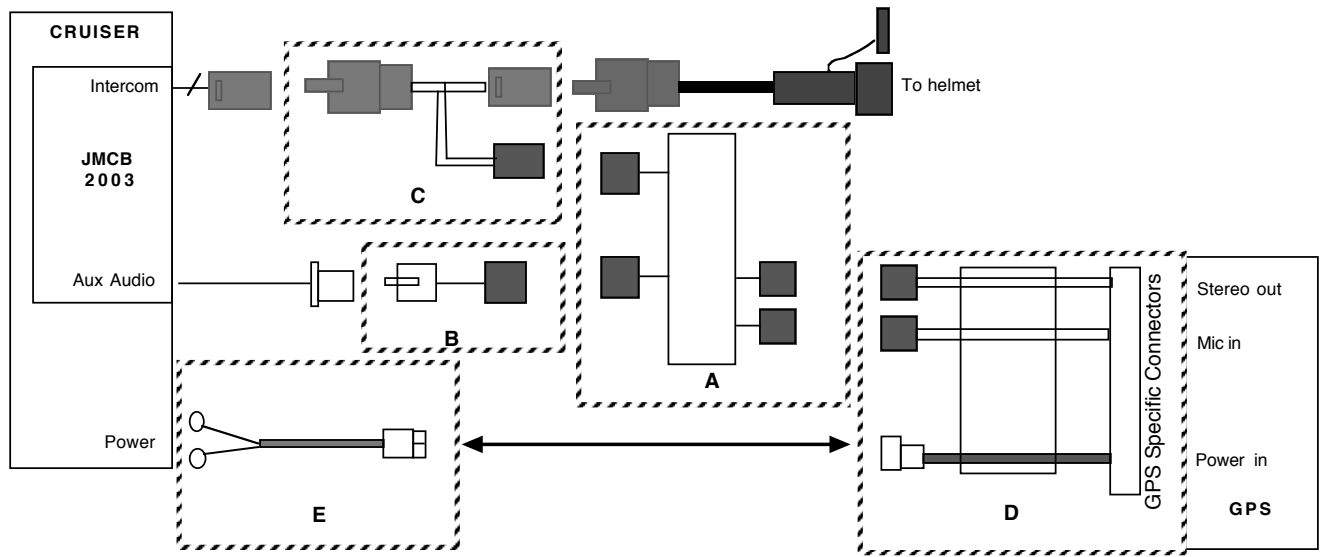 CRUISER
Intercom
JMCB
2003
Aux Audio
Power
C
To helmet
B
A
E
D
GPS Specific Connectors
Stereo out
Mic in
Power in
GPS